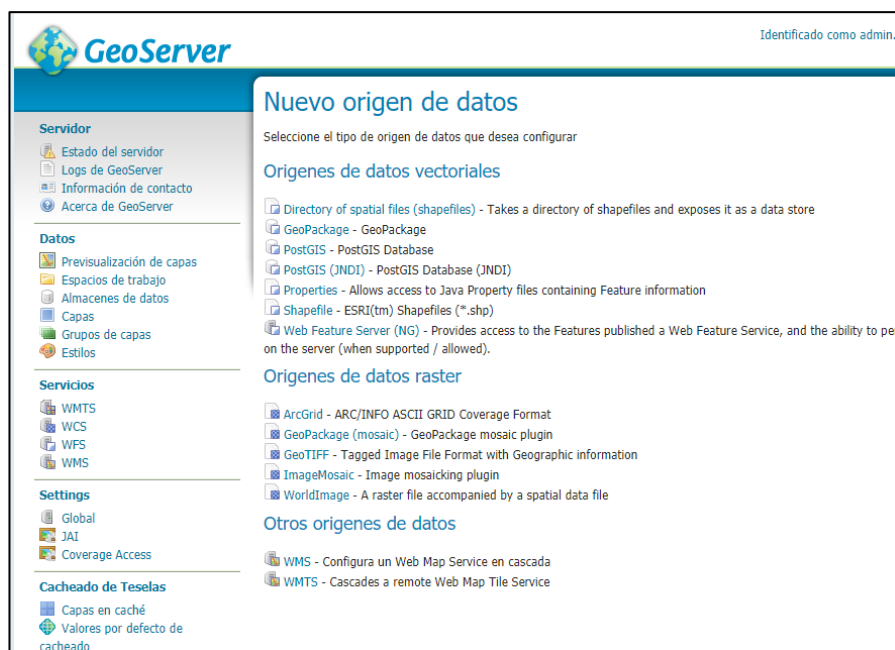 GeoServer
Identificado como admin.
Servidor
Estado del servidor
Logs de GeoServer
Información de contacto
Acerca de GeoServer
Datos
Previsualización de capas
Espacios de trabajo
Almacenes de datos
Capas
Grupos de capas
Estilos
Servicios
WMTS
WCS
WFS
WMS
Settings
Global
JAI
Coverage Access
Cacheado de Teselas
Capas en caché
Valores por defecto de
cacheado
Nuevo origen de datos
Seleccione el tipo de origen de datos que desea configurar
Origenes de datos vectoriales
Directory of spatial files (shapefiles) - Takes a directory of shapefiles and exposes it as a data store
GeoPackage - GeoPackage
PostGIS - PostGIS Database
PostGIS (JNDI) - PostGIS Database (JNDI)
Properties - Allows access to Java Property files containing Feature information
Shapefile - ESRI(tm) Shapefiles (*.shp)
Web Feature Server (NG) - Provides access to the Features published a Web Feature Service, and the ability to pe
on the server (when supported / allowed).
Origenes de datos raster
ArcGrid - ARC/INFO ASCII GRID Coverage Format
GeoPackage (mosaic) - GeoPackage mosaic plugin
GeoTIFF - Tagged Image File Format with Geographic information
ImageMosaic - Image mosaicking plugin
WorldImage - A raster file accompanied by a spatial data file
Otros origenes de datos
WMS - Configura un Web Map Service en cascada
WMTS - Cascades a remote Web Map Tile Service